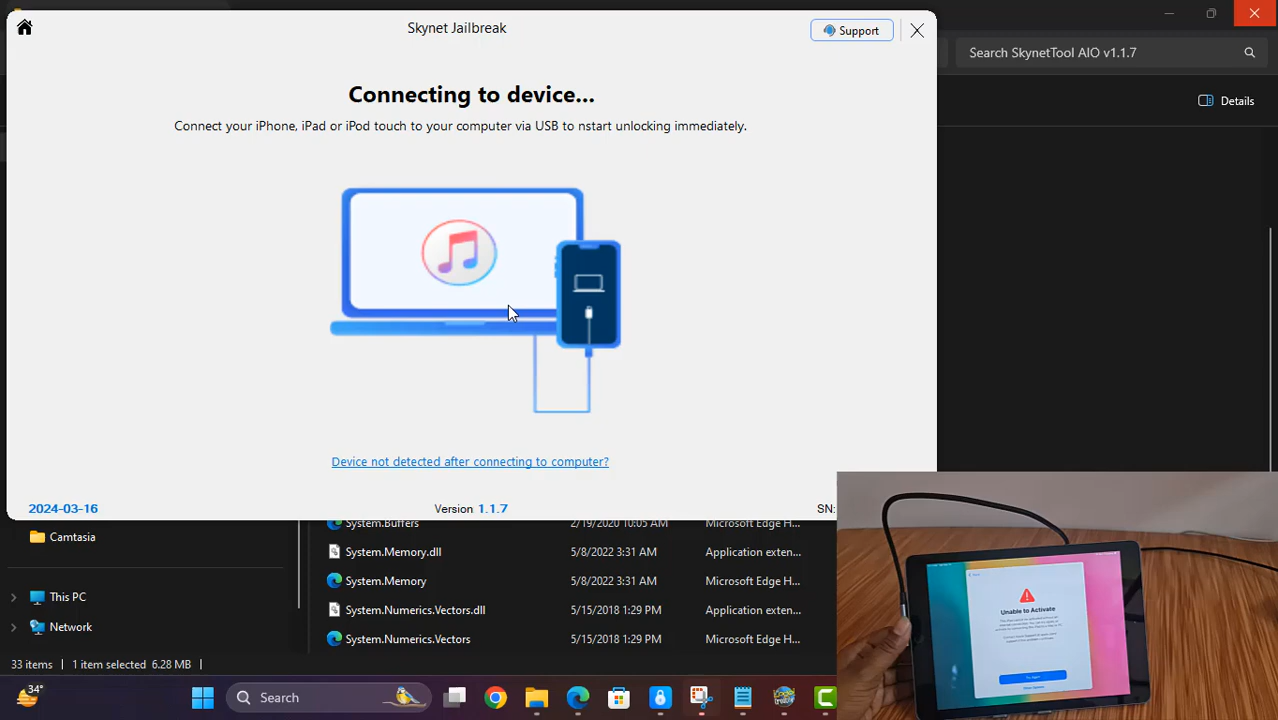 Skynet Jailbreak
Support
Search SkynetTool AIO v1.1.7
Details
Connecting to device...
Connect your iPhone, iPad or iPod touch to your computer via USB to nstart unlocking immediately.
Device not detected after connecting to computer?
2024-03-16
Version 1.1.7
SN:
System.Buffers 2/19/2020 10:05 AM Microsoft Edge H...
Camtasia
System.Memory.dll 5/8/2022 3:31 AM Application exten...
System.Memory 5/8/2022 3:31 AM Microsoft Edge H...
This PC
System.Numerics.Vectors.dll 5/15/2018 1:29 PM Application exten...
Network
System.Numerics.Vectors 5/15/2018 1:29 PM Microsoft Edge H...
33 items
1 item selected 6.28 MB
Unable to Activate
34°
Search